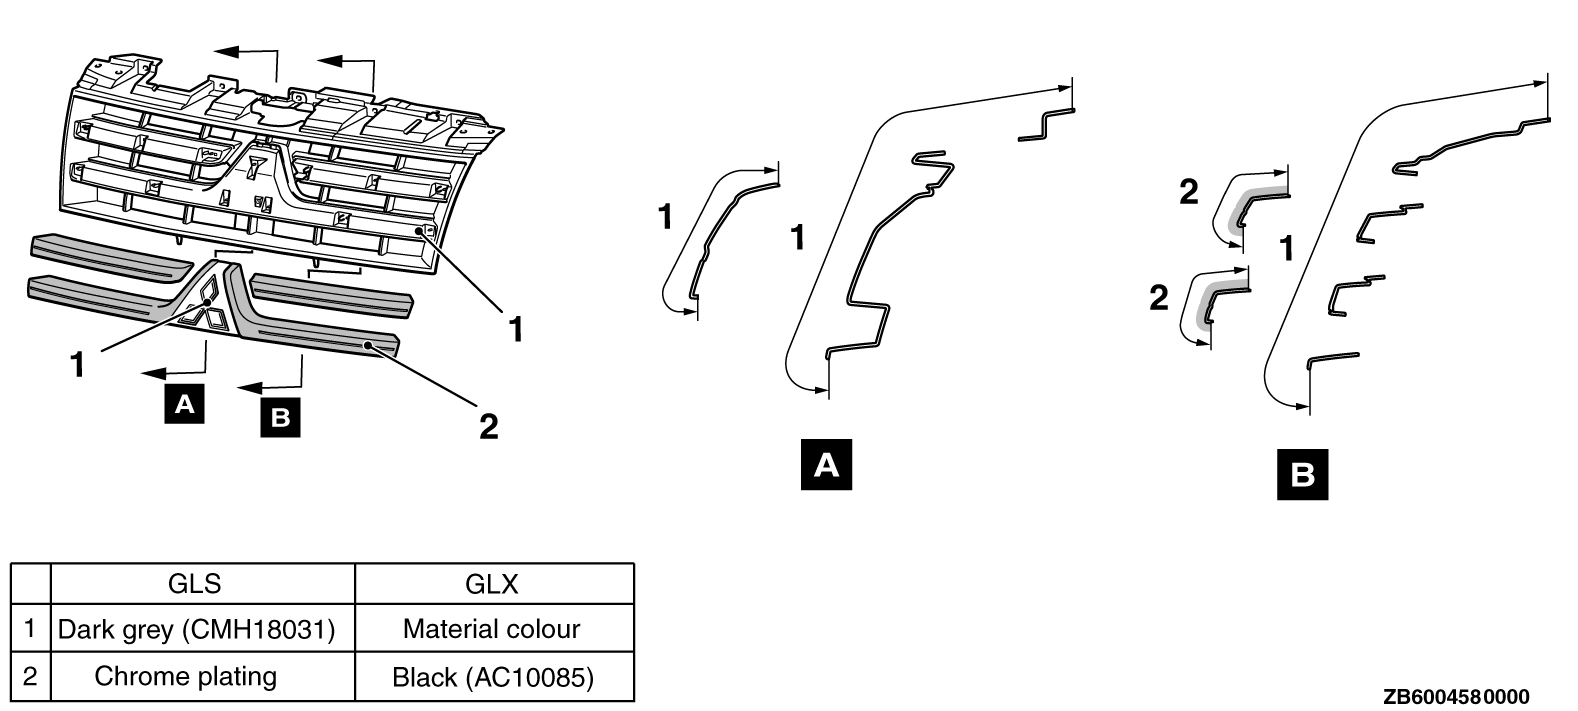 1
1
2
A
B
1
1
A
2
2
1
B
GLS GLX
1 Dark grey (CMH18031) Material colour
2 Chrome plating Black (AC10085)
ZB6004580000